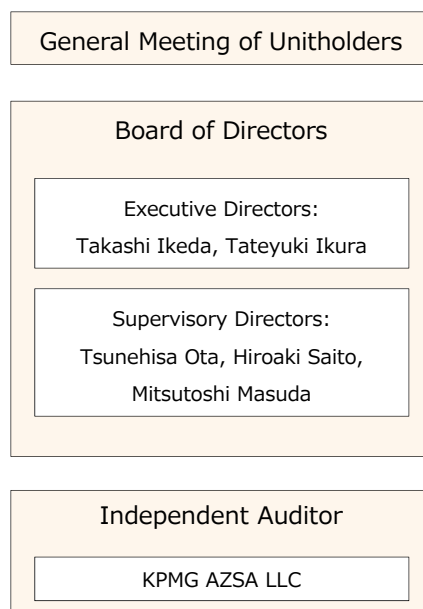 General Meeting of Unitholders
Board of Directors
Executive Directors:
Takashi Ikeda, Tateyuki Ikura
Supervisory Directors:
Tsunehisa Ota, Hiroaki Saito,
Mitsutoshi Masuda
Independent Auditor
KPMG AZSA LLC